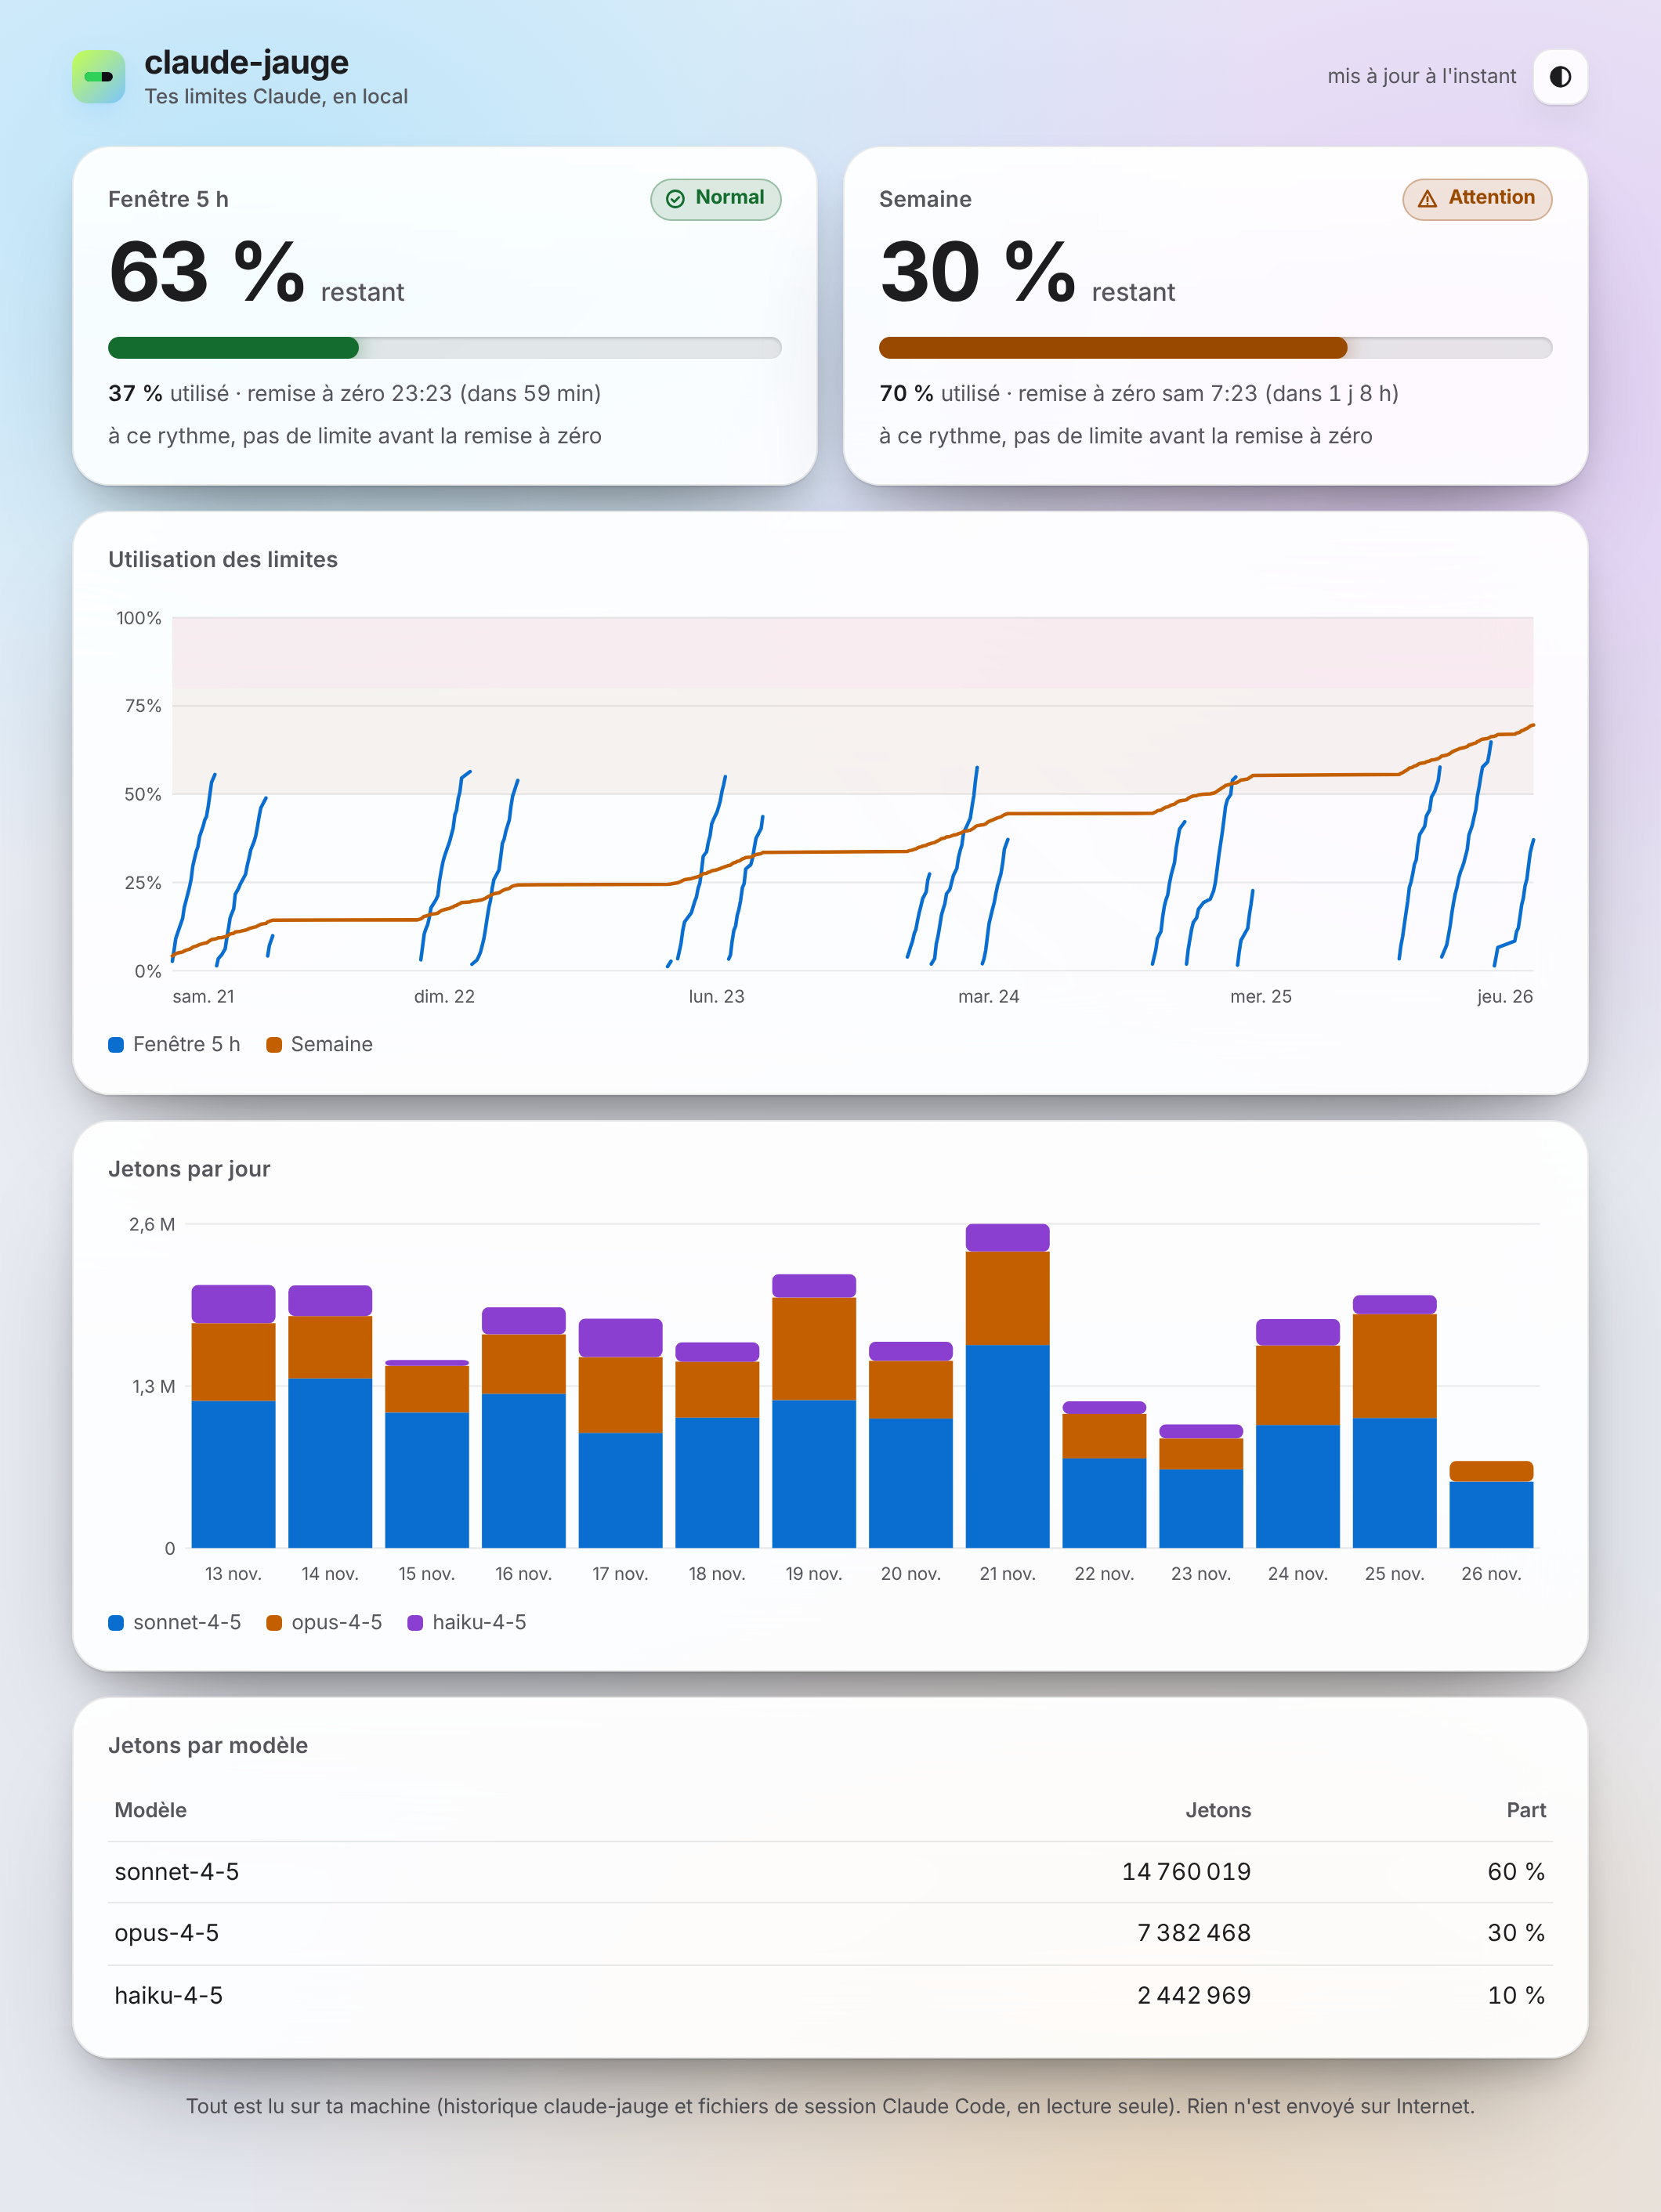 claude-jauge
Tes limites Claude, en local
mis à jour à l'instant
Fenêtre 5 h
Normal
63 % restant
37 % utilisé · remise à zéro 23:23 (dans 59 min)
à ce rythme, pas de limite avant la remise à zéro
Semaine
Attention
30 % restant
70 % utilisé · remise à zéro sam 7:23 (dans 1 j 8 h)
à ce rythme, pas de limite avant la remise à zéro
Utilisation des limites
100%
75%
50%
25%
0%
sam. 21 dim. 22 lun. 23 mar. 24 mer. 25 jeu. 26
Fenêtre 5 h Semaine
Jetons par jour
2,6 M
1,3 M
0
13 nov. 14 nov. 15 nov. 16 nov. 17 nov. 18 nov. 19 nov. 20 nov. 21 nov. 22 nov. 23 nov. 24 nov. 25 nov. 26 nov.
sonnet-4-5 opus-4-5 haiku-4-5
Jetons par modèle
Modèle Jetons Part
sonnet-4-5 14 760 019 60 %
opus-4-5 7 382 468 30 %
haiku-4-5 2 442 969 10 %
Tout est lu sur ta machine (historique claude-jauge et fichiers de session Claude Code, en lecture seule). Rien n'est envoyé sur Internet.